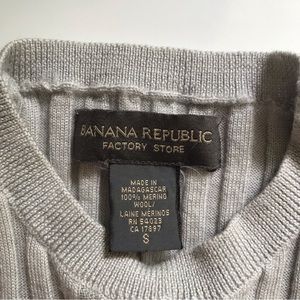 BANANA REPUBLIC
FACTORY STORE
MADE IN
MADAGASCAR
100% MERINO
WOOL/
LAINE MERINOS
RN 54023
CA 17897
S